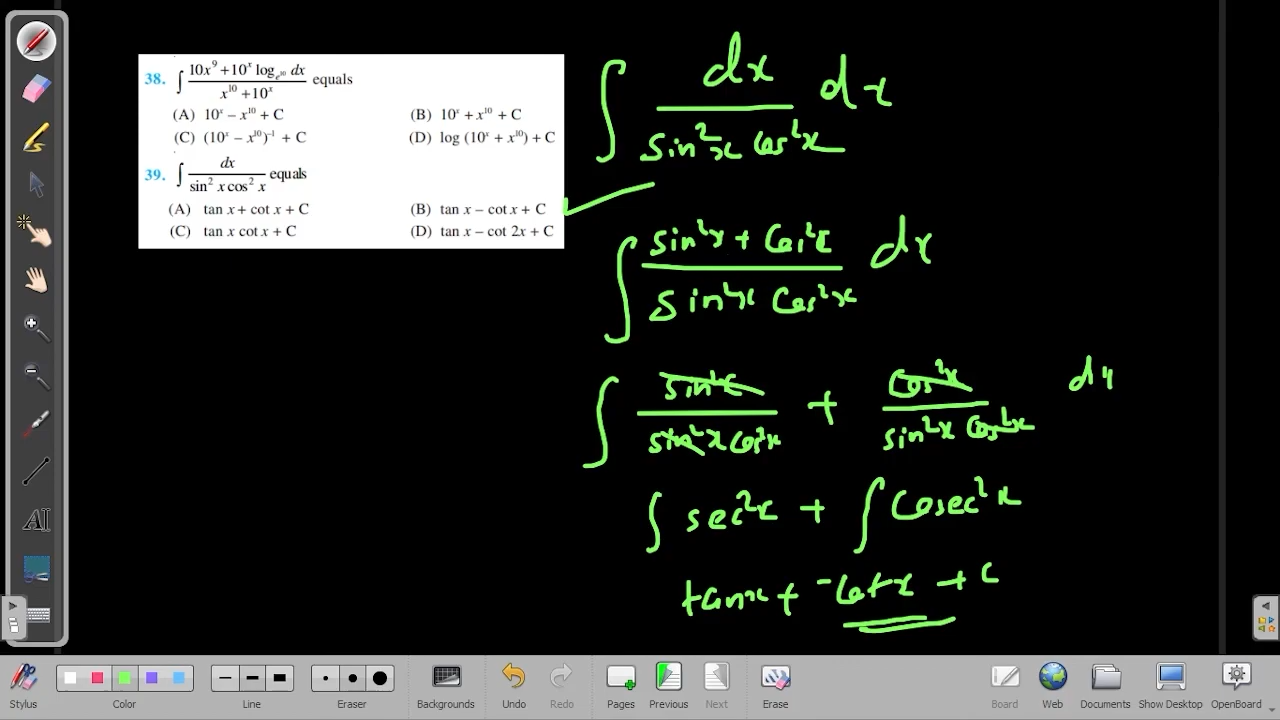 38. ∫ 10x⁹ + 10ˣ logₑ¹⁰ dx / x¹⁰ + 10ˣ equals
(A) 10ˣ – x¹⁰ + C
(B) 10ˣ + x¹⁰ + C
(C) (10ˣ – x¹⁰)⁻¹ + C
(D) log (10ˣ + x¹⁰) + C
39. ∫ dx / sin² x cos² x equals
(A) tan x + cot x + C
(B) tan x – cot x + C
(C) tan x cot x + C
(D) tan x – cot 2x + C
∫ dx / sin²x cos²x dx
∫ sin²x + cos²x / sin²x cos²x dx
∫ sin²x / sin²x cos²x + cos²x / sin²x cos²x dx
∫ sec²x + ∫ cosec²x
tanx + -cotx + c
AI
Stylus
Color
Line
Eraser
Backgrounds
Undo
Redo
Pages
Previous
Next
Erase
Board
Web
Documents
Show Desktop
OpenBoard